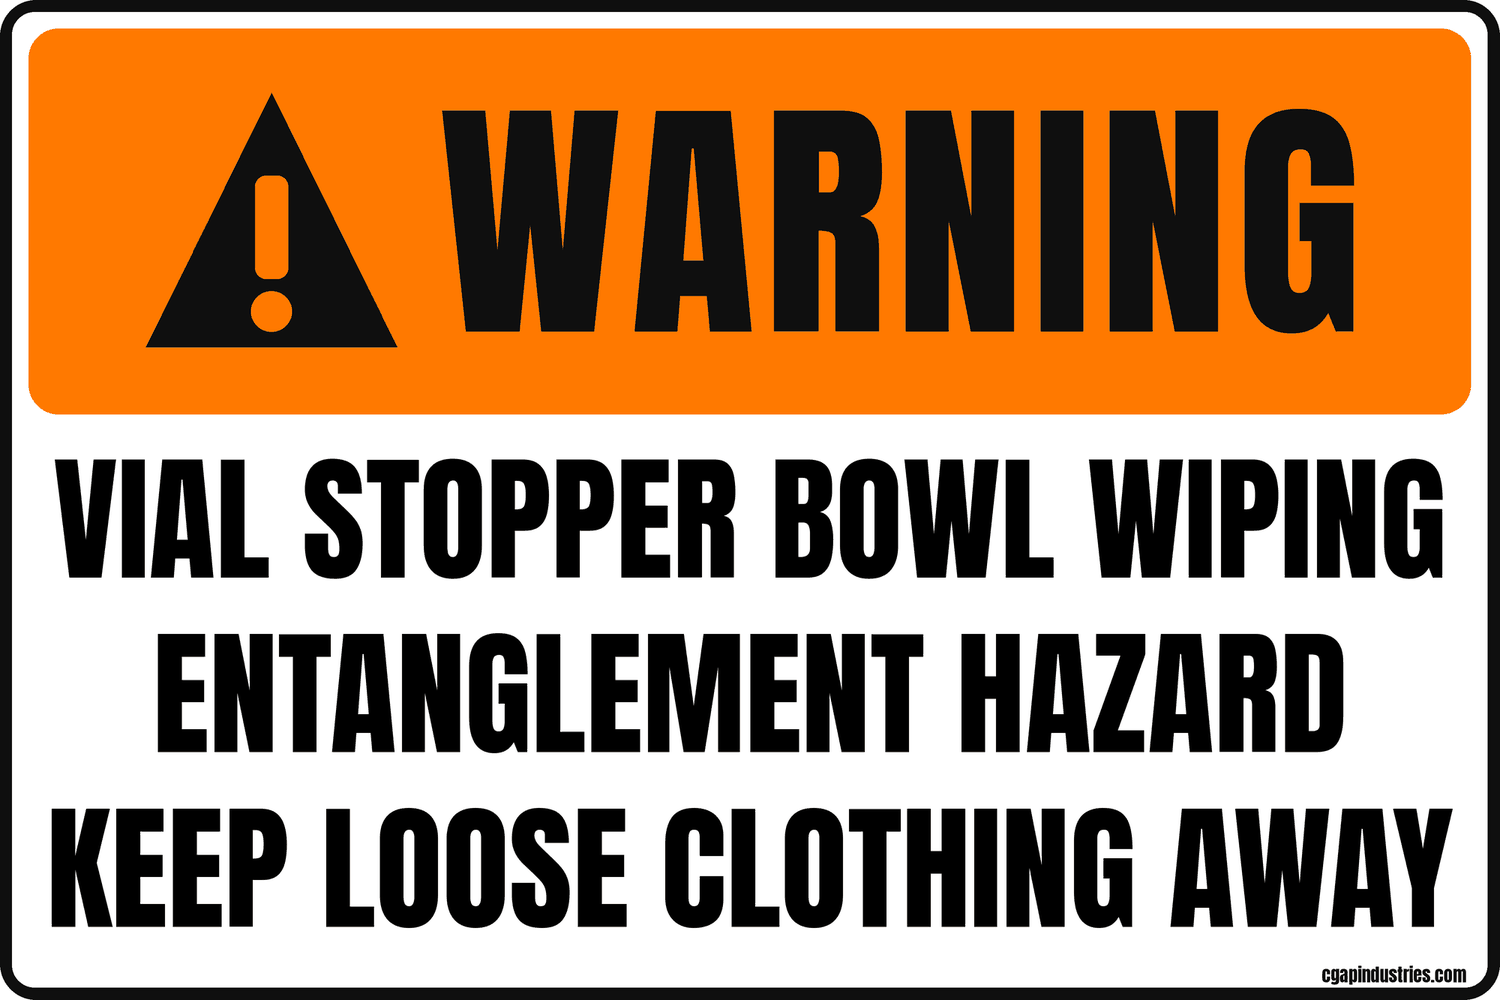 WARNING
VIAL STOPPER BOWL WIPING
ENTANGLEMENT HAZARD
KEEP LOOSE CLOTHING AWAY
cgapindustries.com